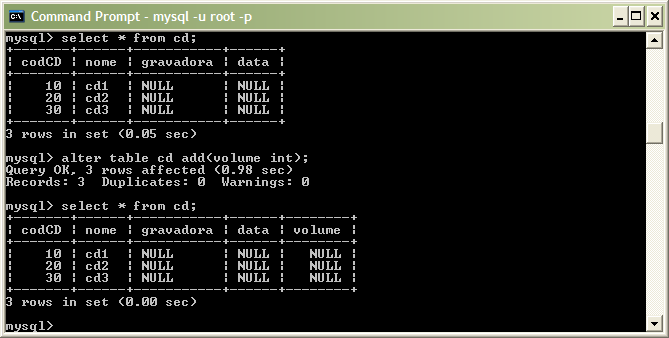 Command Prompt - mysql -u root -p
mysql> select * from cd;
+-------+------+-----------+------+
| codCD | nome | gravadora | data |
+-------+------+-----------+------+
|    10 | cd1  | NULL      | NULL |
|    20 | cd2  | NULL      | NULL |
|    30 | cd3  | NULL      | NULL |
+-------+------+-----------+------+
3 rows in set (0.05 sec)
mysql> alter table cd add(volume int);
Query OK, 3 rows affected (0.98 sec)
Records: 3  Duplicates: 0  Warnings: 0
mysql> select * from cd;
+-------+------+-----------+------+--------+
| codCD | nome | gravadora | data | volume |
+-------+------+-----------+------+--------+
|    10 | cd1  | NULL      | NULL |   NULL |
|    20 | cd2  | NULL      | NULL |   NULL |
|    30 | cd3  | NULL      | NULL |   NULL |
+-------+------+-----------+------+--------+
3 rows in set (0.00 sec)
mysql>